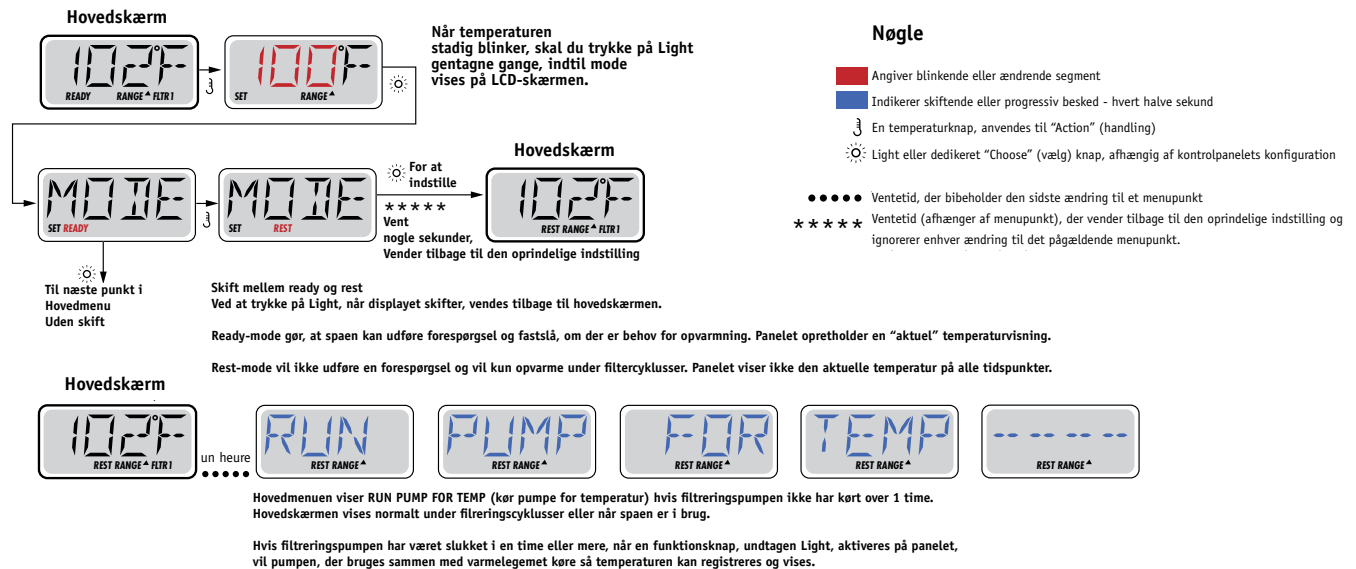 Hovedskærm
102°F
READY RANGE FLTR1
100°F
SET RANGE
Når temperaturen
stadig blinker, skal du trykke på Light
gentagne gange, indtil mode
vises på LCD-skærmen.
Nøgle
Angiver blinkende eller ændrende segment
Indikerer skiftende eller progressiv besked - hvert halve sekund
En temperaturknap, anvendes til “Action” (handling)
Light eller dedikeret “Choose” (vælg) knap, afhængig af kontrolpanelets konfiguration
••••• Ventetid, der bibeholder den sidste ændring til et menupunkt
***** Ventetid (afhænger af menupunkt), der vender tilbage til den oprindelige indstilling og
ignorerer enhver ændring til det pågældende menupunkt.
MODE
SET READY
MODE
SET REST
For at
indstille
*****
Vent
nogle sekunder,
Vender tilbage til den oprindelige indstilling
Hovedskærm
102°F
REST RANGE FLTR1
Til næste punkt i
Hovedmenu
Uden skift
Skift mellem ready og rest
Ved at trykke på Light, når displayet skifter, vendes tilbage til hovedskærmen.
Ready-mode gør, at spaen kan udføre forespørgsel og fastslå, om der er behov for opvarmning. Panelet opretholder en “aktuel” temperaturvisning.
Rest-mode vil ikke udføre en forespørgsel og vil kun opvarme under filtercyklusser. Panelet viser ikke den aktuelle temperatur på alle tidspunkter.
Hovedskærm
102°F
REST RANGE FLTR1
un heure
•••••
RUN
REST RANGE
PUMP
REST RANGE
FOR
REST RANGE
TEMP
REST RANGE
-- -- -- --
REST RANGE
Hovedmenuen viser RUN PUMP FOR TEMP (kør pumpe for temperatur) hvis filtreringspumpen ikke har kørt over 1 time.
Hovedskærmen vises normalt under filreringscyklusser eller når spaen er i brug.
Hvis filtreringspumpen har været slukket i en time eller mere, når en funktionsknap, undtagen Light, aktiveres på panelet,
vil pumpen, der bruges sammen med varmelegemet køre så temperaturen kan registreres og vises.